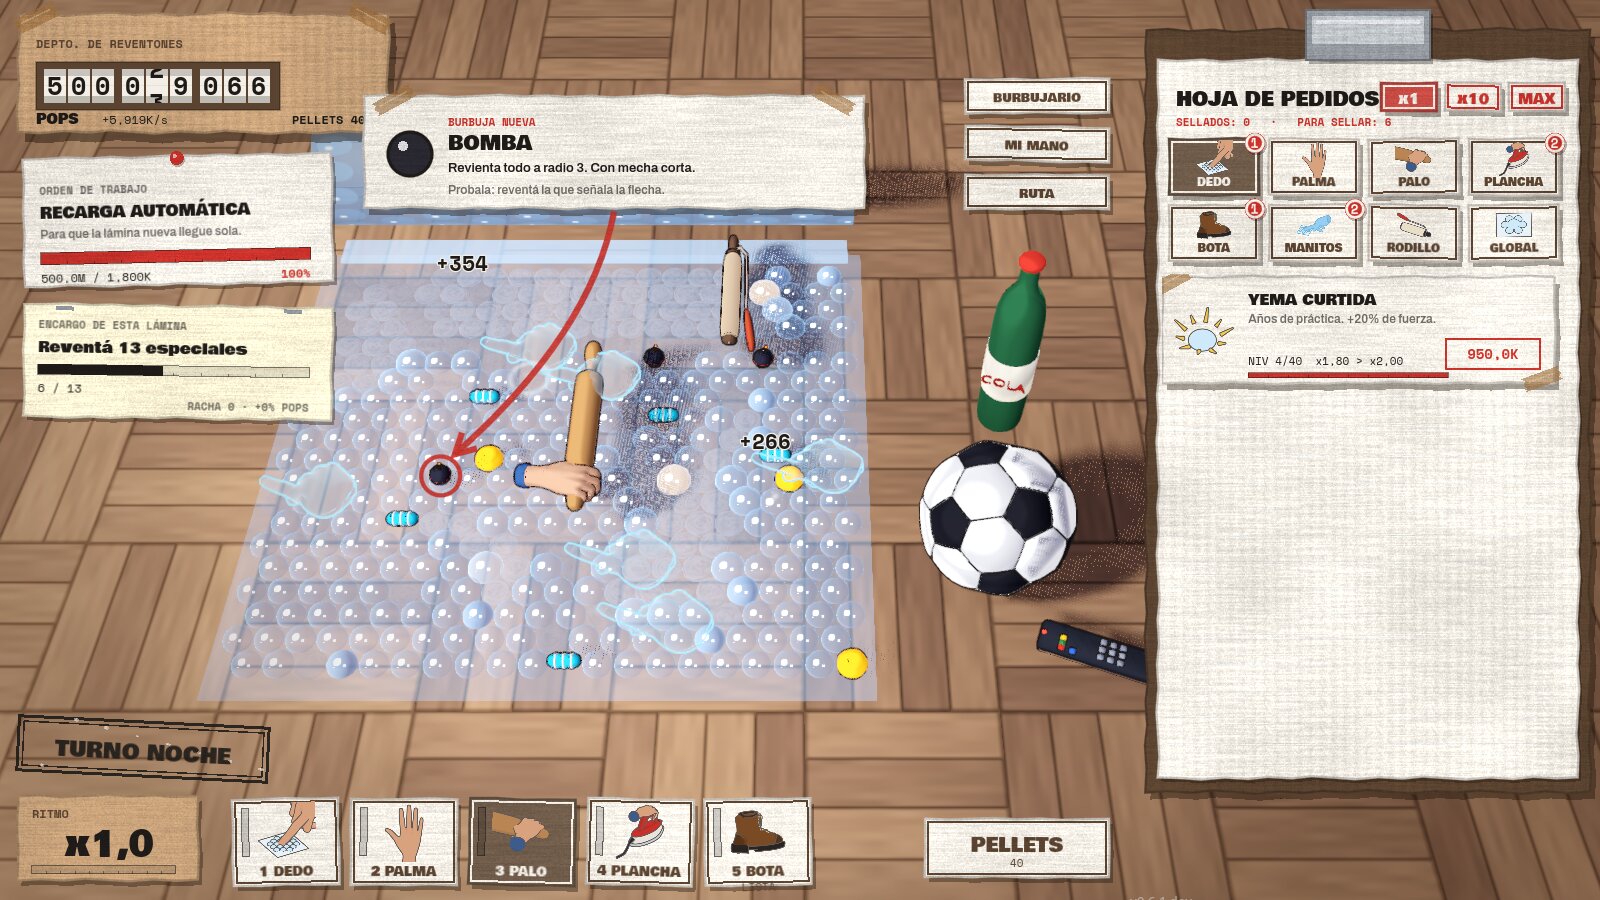 DEPTO. DE REVENTONES
POPS +5,919K/s PELLETS 40
ORDEN DE TRABAJO
RECARGA AUTOMÁTICA
Para que la lámina nueva llegue sola.
500.0M / 1.800K 100%
ENCARGO DE ESTA LÁMINA
Reventá 13 especiales
6 / 13
RACHA 0 · +0% POPS
BURBUJA NUEVA
BOMBA
Revienta todo a radio 3. Con mecha corta.
Probala: reventá la que señala la flecha.
BURBUJARIO
MI MANO
RUTA
+354
+266
COLA
HOJA DE PEDIDOS x1 x10 MAX
SELLADOS: 0 · PARA SELLAR: 6
1 2
DEDO PALMA PALO PLANCHA
1 2
BOTA MANITOS RODILLO GLOBAL
YEMA CURTIDA
Años de práctica. +20% de fuerza.
NIV 4/40 x1,80 > x2,00
950,0K
TURNO NOCHE
RITMO
x1,0
1 DEDO
2 PALMA
3 PALO
4 PLANCHA
5 BOTA
PELLETS
40